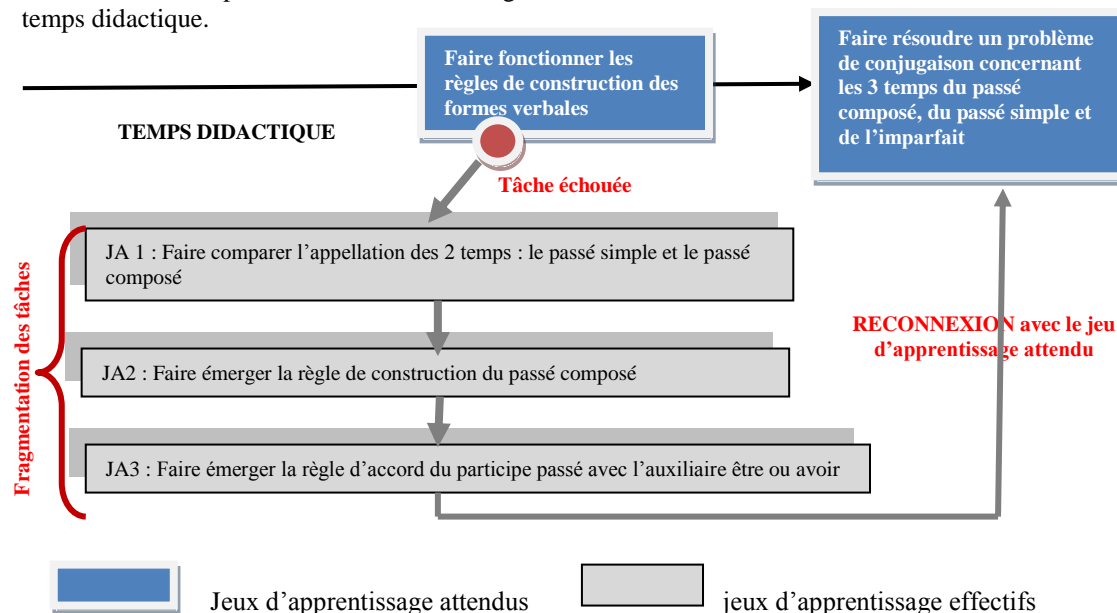 temps didactique.
Faire fonctionner les
règles de construction des
formes verbales
Faire résoudre un problème
de conjugaison concernant
les 3 temps du passé
composé, du passé simple et
de l'imparfait
TEMPS DIDACTIQUE
Tâche échouée
Fragmentation des tâches
JA 1 : Faire comparer l'appellation des 2 temps : le passé simple et le passé
composé
RECONNEXION avec le jeu
d'apprentissage attendu
JA2 : Faire émerger la règle de construction du passé composé
JA3 : Faire émerger la règle d'accord du participe passé avec l'auxiliaire être ou avoir
Jeux d'apprentissage attendus
jeux d'apprentissage effectifs